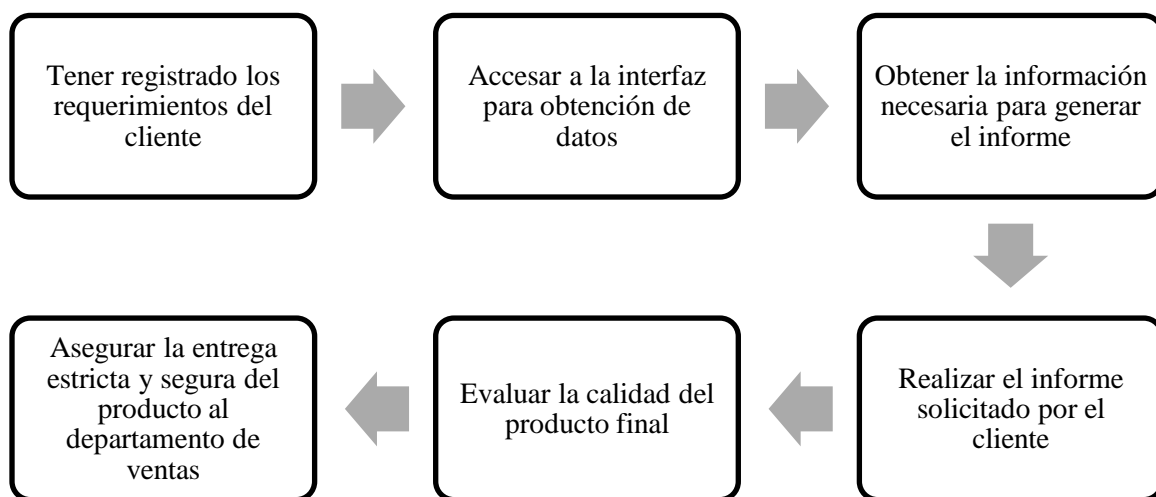 Tener registrado los
requerimientos del
cliente
Accesar a la interfaz
para obtención de
datos
Obtener la información
necesaria para generar
el informe
Realizar el informe
solicitado por el
cliente
Evaluar la calidad del
producto final
Asegurar la entrega
estricta y segura del
producto al
departamento de
ventas